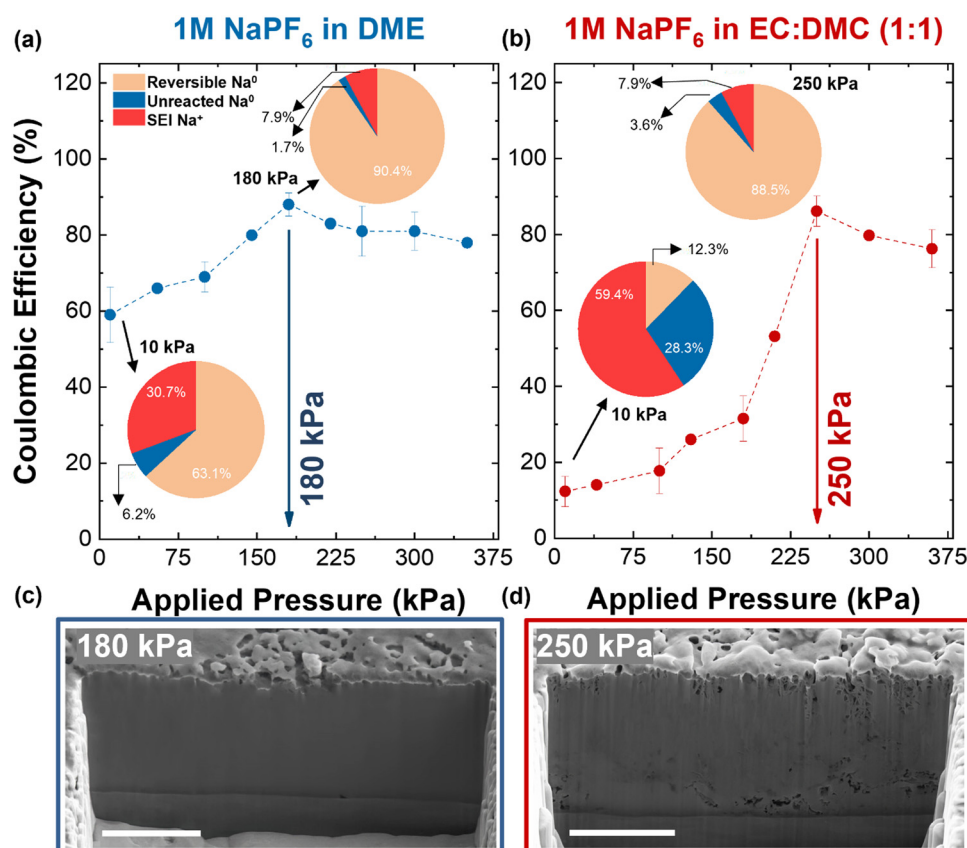 (a)
1M NaPF₆ in DME
Coulombic Efficiency (%)
120
100
80
60
40
20
0
Reversible Na⁰
Unreacted Na⁰
SEI Na⁺
7.9%
1.7%
90.4%
180 kPa
10 kPa
30.7%
63.1%
6.2%
180 kPa
0 75 150 225 300 375
Applied Pressure (kPa)
(b)
1M NaPF₆ in EC:DMC (1:1)
120
100
80
60
40
20
0
7.9%
250 kPa
3.6%
88.5%
12.3%
59.4%
28.3%
10 kPa
250 kPa
0 75 150 225 300 375
Applied Pressure (kPa)
(c)
180 kPa
(d)
250 kPa